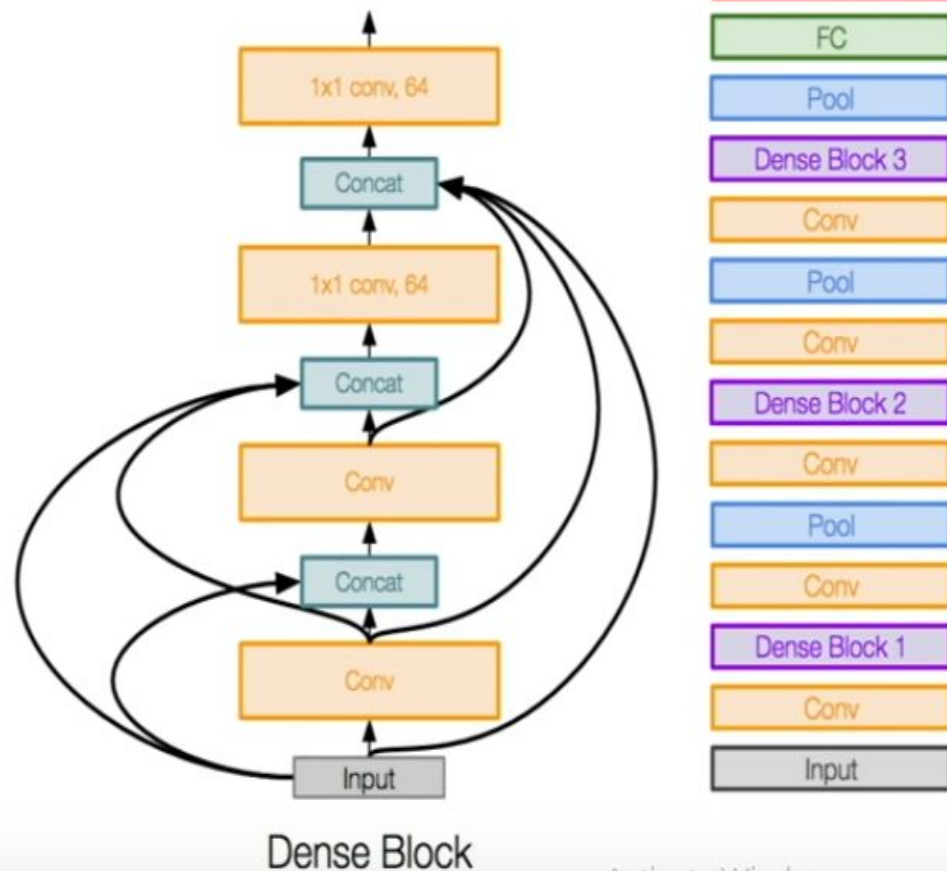 1x1 conv, 64
Concat
1x1 conv, 64
Concat
Conv
Concat
Conv
Input
Dense Block
FC
Pool
Dense Block 3
Conv
Pool
Conv
Dense Block 2
Conv
Pool
Conv
Dense Block 1
Conv
Input